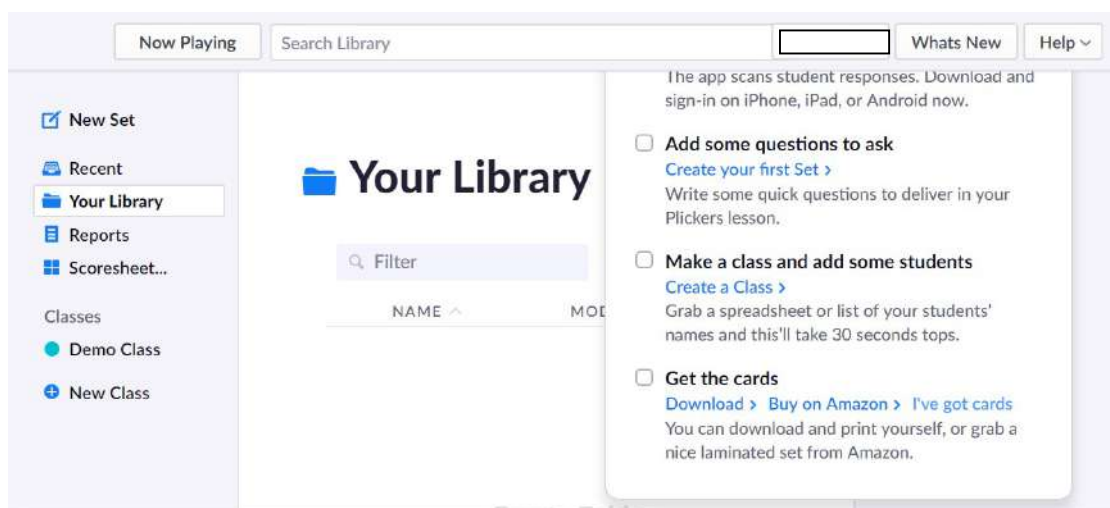 Now Playing
Search Library
Whats New
Help
New Set
Recent
Your Library
Reports
Scoresheet...
Classes
Demo Class
New Class
Your Library
Filter
NAME
MOD
The app scans student responses. Download and
sign-in on iPhone, iPad, or Android now.
Add some questions to ask
Create your first Set >
Write some quick questions to deliver in your
Plickers lesson.
Make a class and add some students
Create a Class >
Grab a spreadsheet or list of your students'
names and this'll take 30 seconds tops.
Get the cards
Download > Buy on Amazon > I've got cards
You can download and print yourself, or grab a
nice laminated set from Amazon.